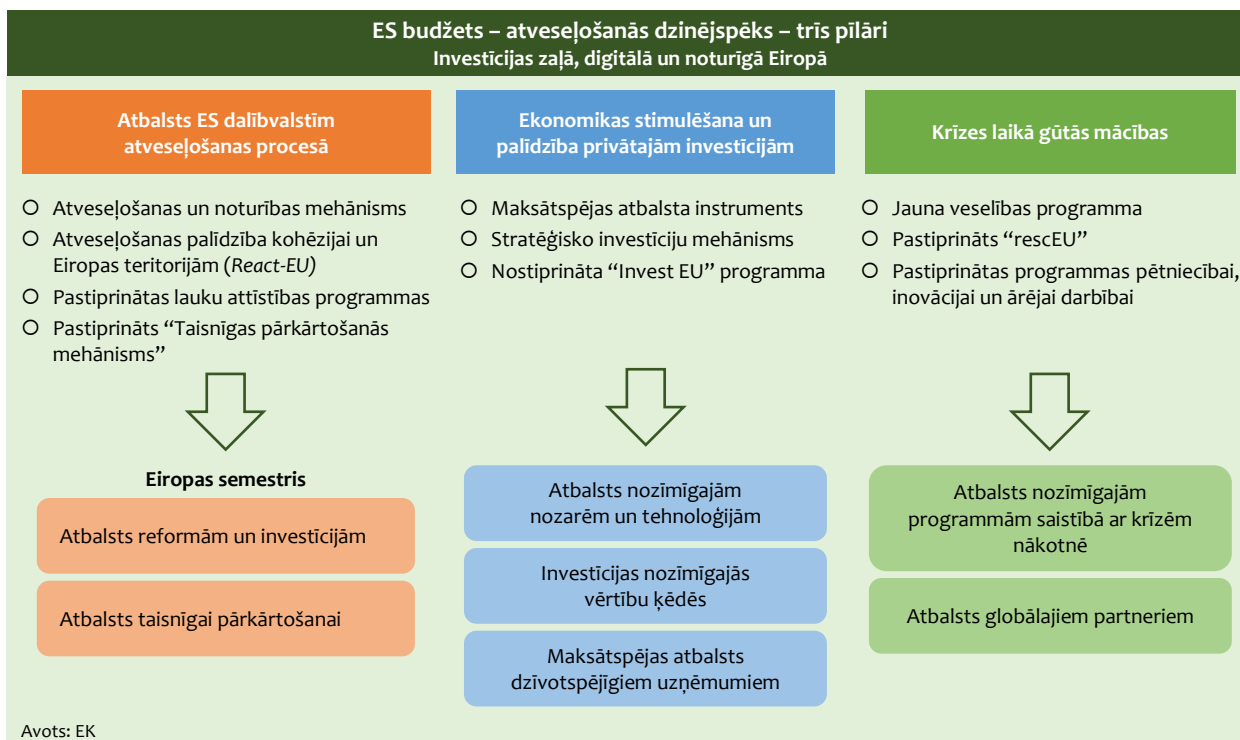 ES budžets – atveseļošanās dzinējspēks – trīs pīlāri
Investīcijas zaļā, digitālā un noturīgā Eiropā
Atbalsts ES dalībvalstīm
atveseļošanas procesā
Atveseļošanas un noturības mehānisms
Atveseļošanas palīdzība kohēzijai un
Eiropas teritorijām (React-EU)
Pastiprinātas lauku attīstības programmas
Pastiprināts “Taisnīgas pārkārtošanās
mehānisms”
Eiropas semestris
Atbalsts reformām un investīcijām
Atbalsts taisnīgai pārkārtošanai
Ekonomikas stimulēšana un
palīdzība privātajām investīcijām
Maksātspējas atbalsta instruments
Stratēģisko investīciju mehānisms
Nostiprināta “Invest EU” programma
Atbalsts nozīmīgajām
nozarēm un tehnoloģijām
Investīcijas nozīmīgajās
vērtību ķēdēs
Maksātspējas atbalsts
dzīvotspējīgiem uzņēmumiem
Krīzes laikā gūtās mācības
Jauna veselības programma
Pastiprināts “rescEU”
Pastiprinātas programmas pētniecībai,
inovācijai un ārējai darbībai
Atbalsts nozīmīgajām
programmām saistībā ar krīzēm
nākotnē
Atbalsts globālajiem partneriem
Avots: EK